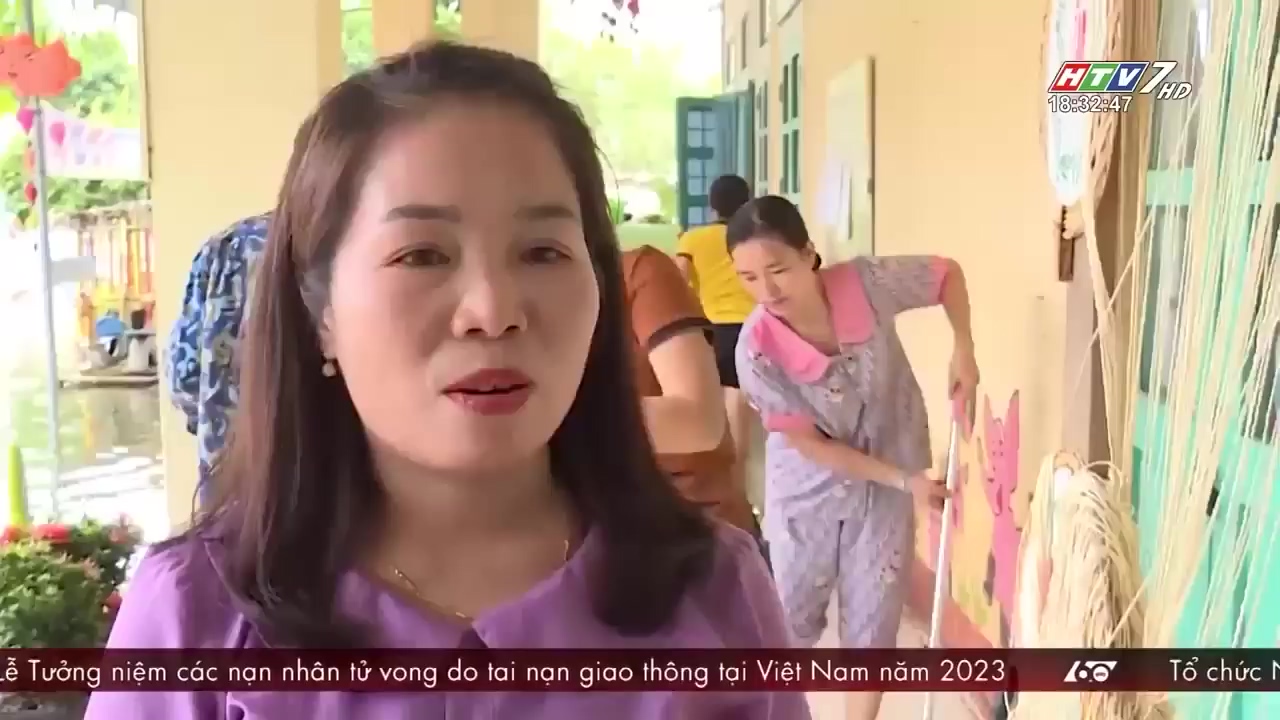 HTV7 HD
18:32:47
Lễ Tưởng niệm các nạn nhân tử vong do tai nạn giao thông tại Việt Nam năm 2023 60 Tổ chức N